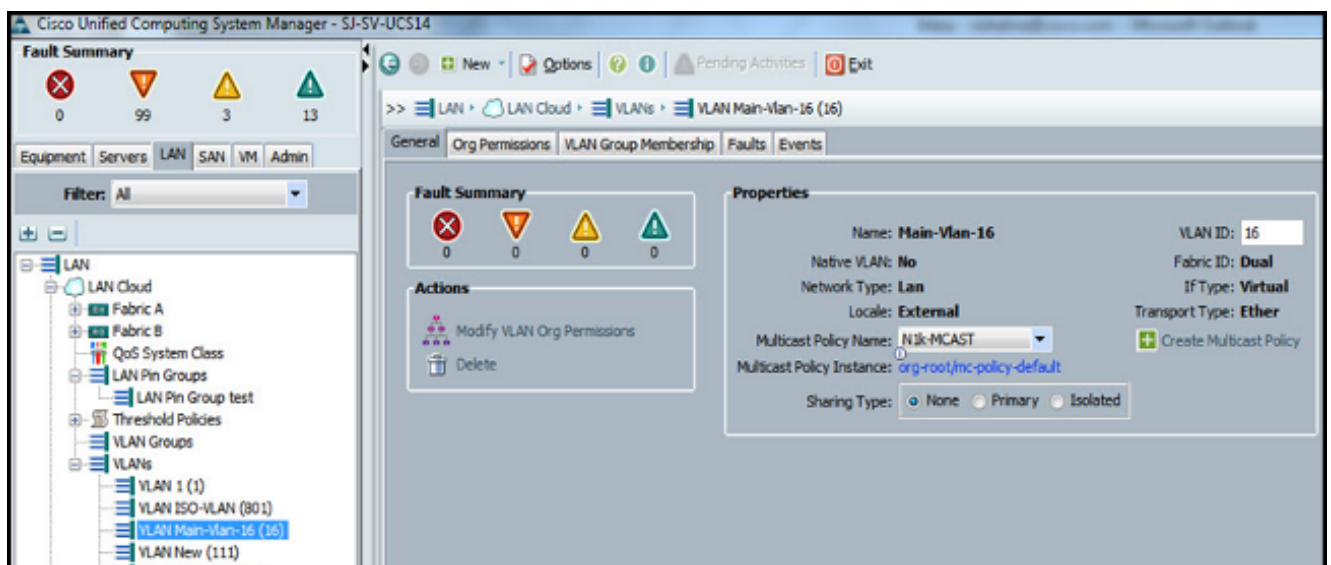 Cisco Unified Computing System Manager - SJ-SV-UCS14
Fault Summary
0 99 3 13
New Options Pending Activities Exit
>> LAN LAN Cloud VLANs VLAN Main-Vlan-16 (16)
Equipment Servers LAN SAN VM Admin
Filter: All
LAN
LAN Cloud
Fabric A
Fabric B
QoS System Class
LAN Pin Groups
LAN Pin Group test
Threshold Policies
VLAN Groups
VLANs
VLAN 1 (1)
VLAN ISO-VLAN (801)
VLAN Main-Vlan-16 (16)
VLAN New (111)
General Org Permissions VLAN Group Membership Faults Events
Fault Summary
0 0 0 0
Actions
Modify VLAN Org Permissions
Delete
Properties
Name: Main-Vlan-16 VLAN ID: 16
Native VLAN: No Fabric ID: Dual
Network Type: Lan If Type: Virtual
Locale: External Transport Type: Ether
Multicast Policy Name: N1k-MCAST Create Multicast Policy
Multicast Policy Instance: org-root/mc-policy-default
Sharing Type: None Primary Isolated